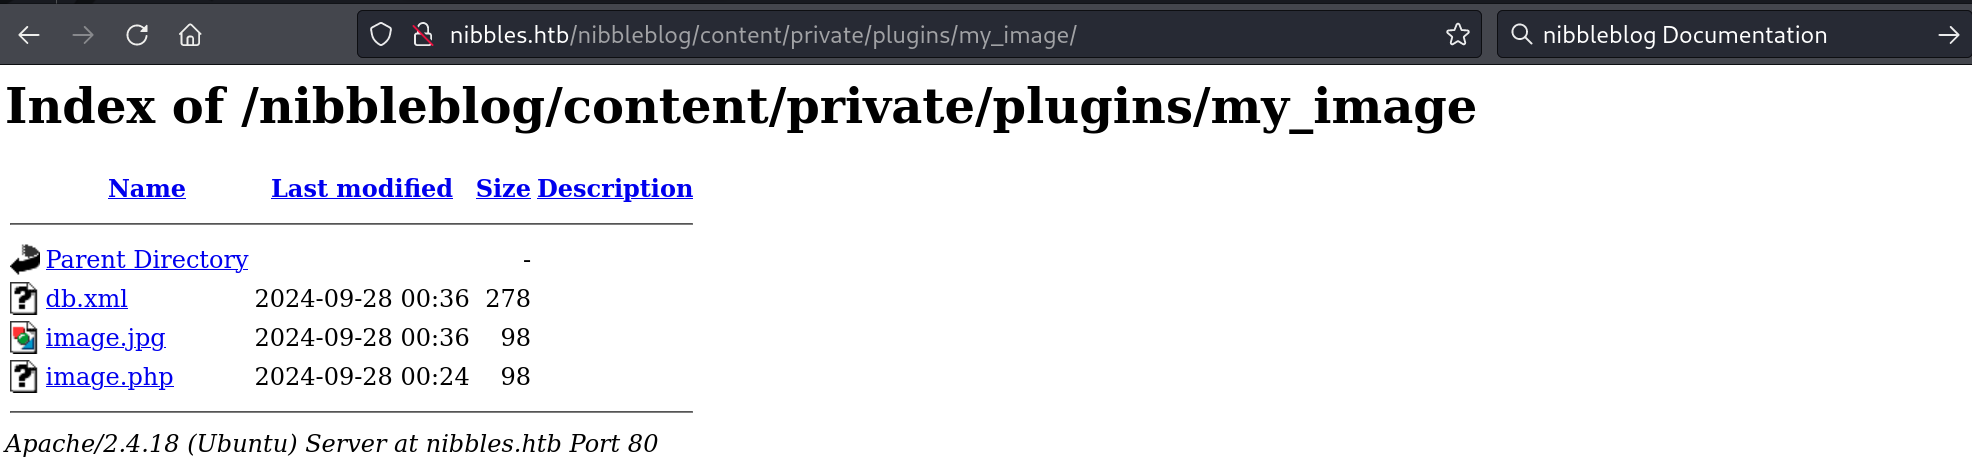 nibbles.htb/nibbleblog/content/private/plugins/my_image/ nibbleblog Documentation
Index of /nibbleblog/content/private/plugins/my_image
Name Last modified Size Description
Parent Directory -
db.xml 2024-09-28 00:36 278
image.jpg 2024-09-28 00:36 98
image.php 2024-09-28 00:24 98
Apache/2.4.18 (Ubuntu) Server at nibbles.htb Port 80